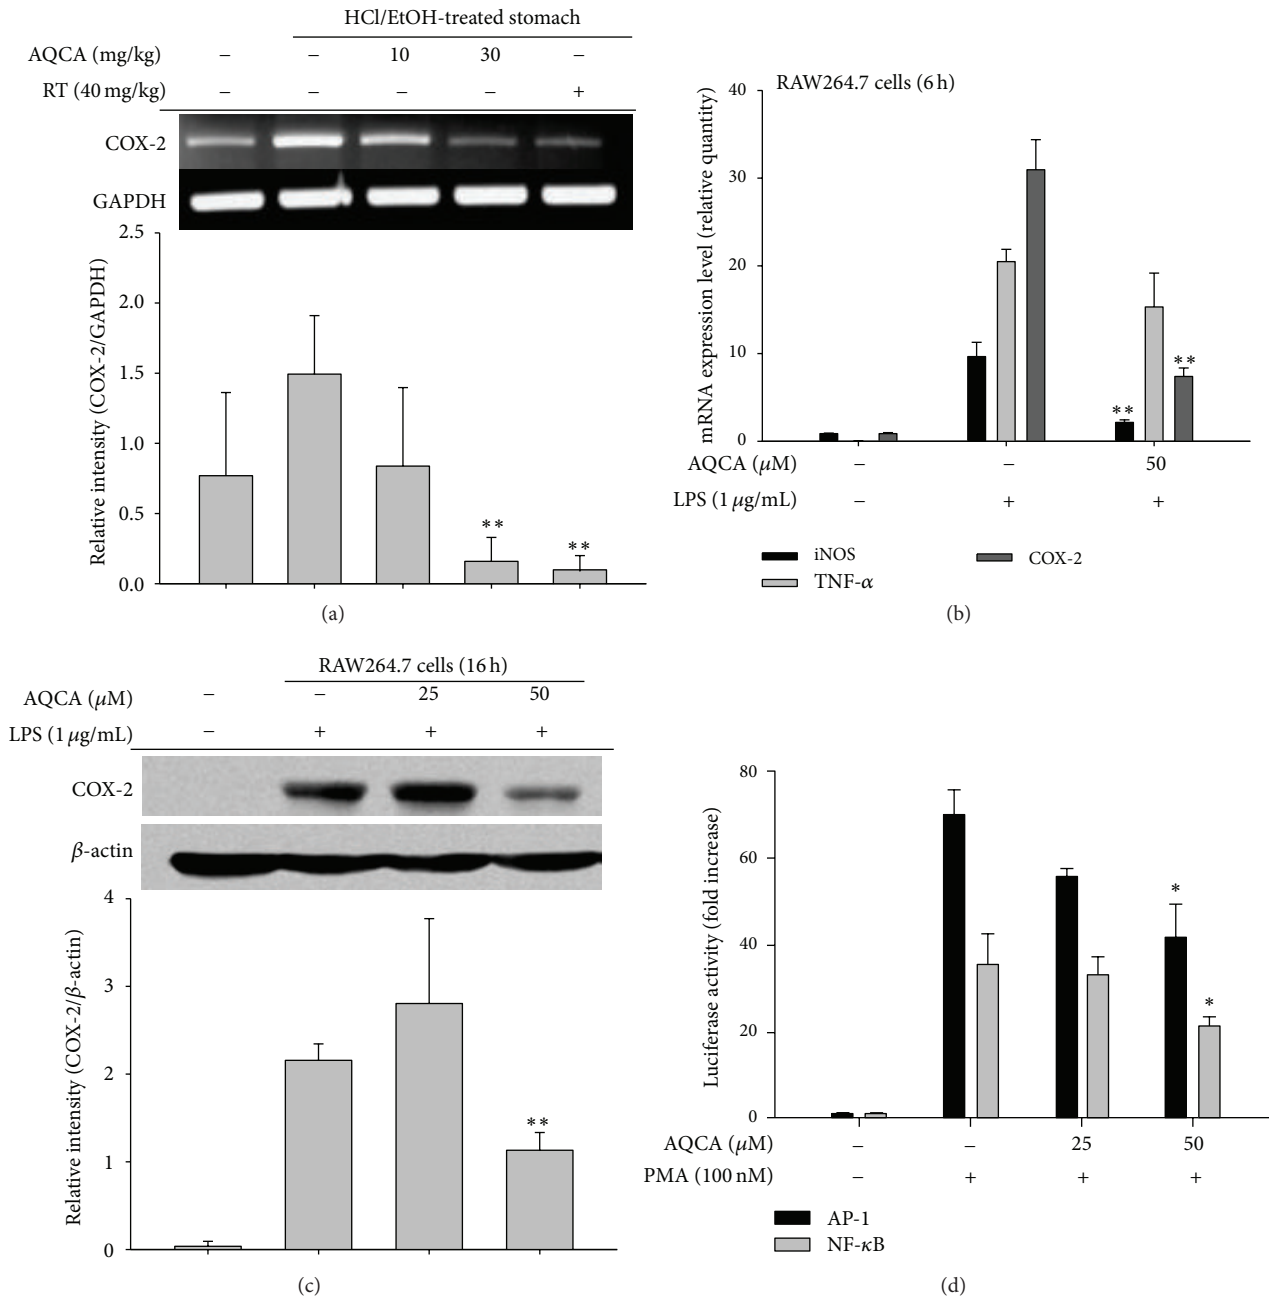 HCl/EtOH-treated stomach
AQCA (mg/kg) – – 10 30 –
RT (40 mg/kg) – – – – +
COX-2
GAPDH
Relative intensity (COX-2/GAPDH)
2.5
2.0
1.5
1.0
0.5
0.0
** **
(a)
RAW264.7 cells (6 h)
mRNA expression level (relative quantity)
40
30
20
10
0
** **
AQCA (μM) – – 50
LPS (1 μg/mL) – + +
iNOS
TNF-α
COX-2
(b)
RAW264.7 cells (16 h)
AQCA (μM) – – 25 50
LPS (1 μg/mL) – + + +
COX-2
β-actin
Relative intensity (COX-2/β-actin)
4
3
2
1
0
**
(c)
Luciferase activity (fold increase)
80
60
40
20
0
* *
AQCA (μM) – – 25 50
PMA (100 nM) – + + +
AP-1
NF-κB
(d)